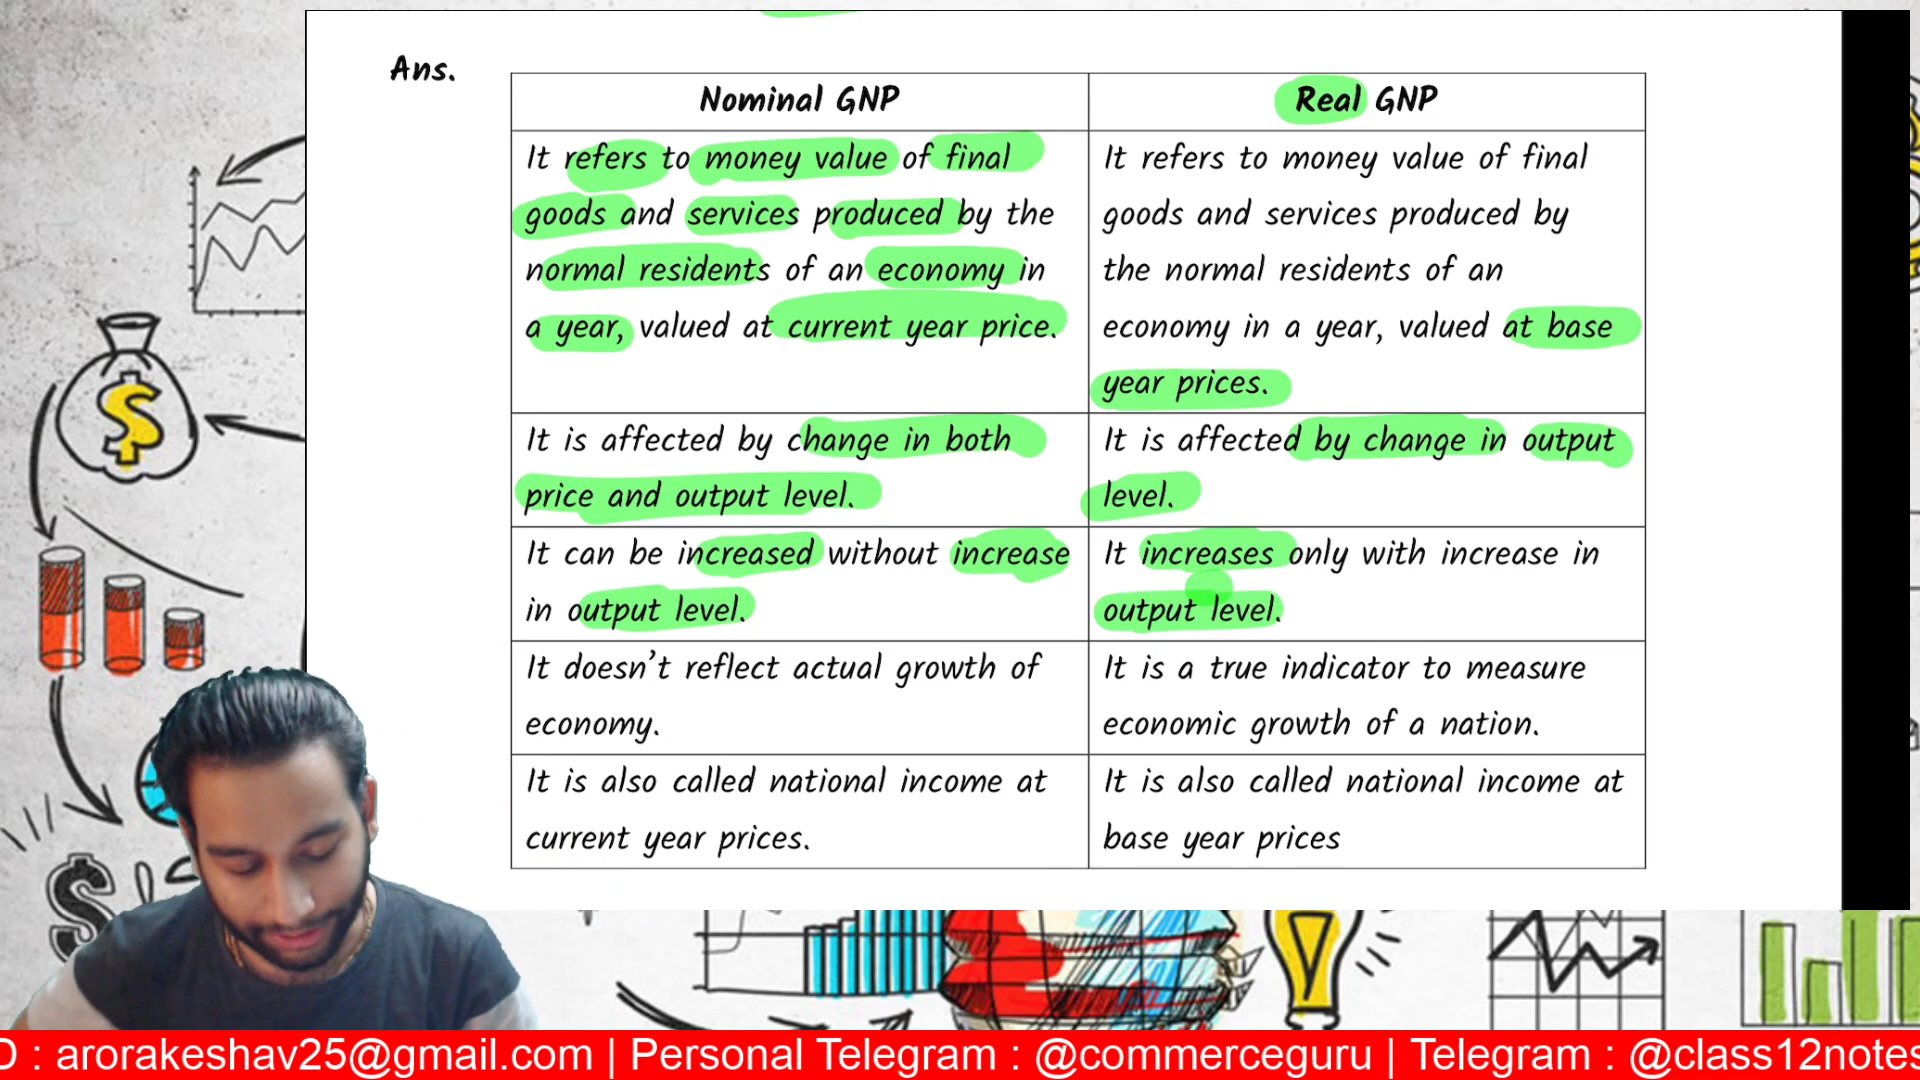 Ans.
Nominal GNP
Real GNP
It refers to money value of final
goods and services produced by the
normal residents of an economy in
a year, valued at current year price.
It refers to money value of final
goods and services produced by
the normal residents of an
economy in a year, valued at base
year prices.
It is affected by change in both
price and output level.
It is affected by change in output
level.
It can be increased without increase
in output level.
It increases only with increase in
output level.
It doesn't reflect actual growth of
economy.
It is a true indicator to measure
economic growth of a nation.
It is also called national income at
current year prices.
It is also called national income at
base year prices
D : arorakeshav25@gmail.com | Personal Telegram : @commerceguru | Telegram : @class12notes